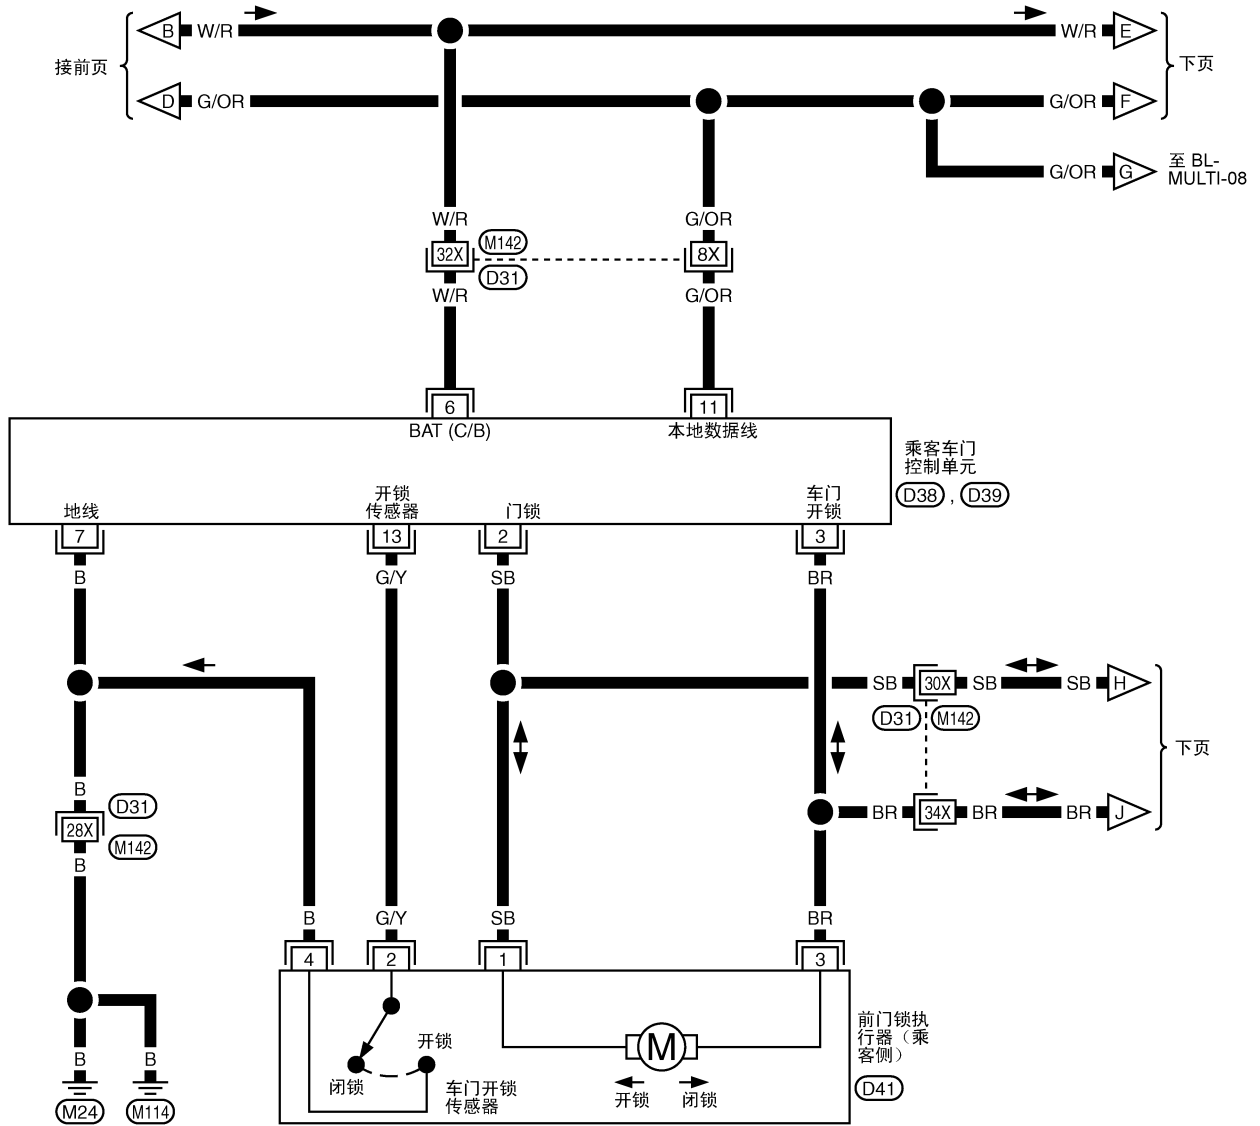 B W/R W/R E
接前页 下页
D G/OR G/OR F
G/OR G 至 BL-
MULTI-08
W/R G/OR
32X M142 8X
D31
W/R G/OR
6 11
BAT (C/B) 本地数据线
乘客车门
控制单元
D38 , D39
地线 开锁
传感器 门锁 车门
开锁
7 13 2 3
B G/Y SB BR
SB 30X SB SB H
D31 M142
下页
BR 34X BR BR J
B
D31
28X
M142
B
B G/Y SB BR
4 2 1 3
M
开锁
闭锁
车门开锁
传感器
开锁 闭锁
前门锁执
行器（乘
客侧）
D41
B B
M24 M114